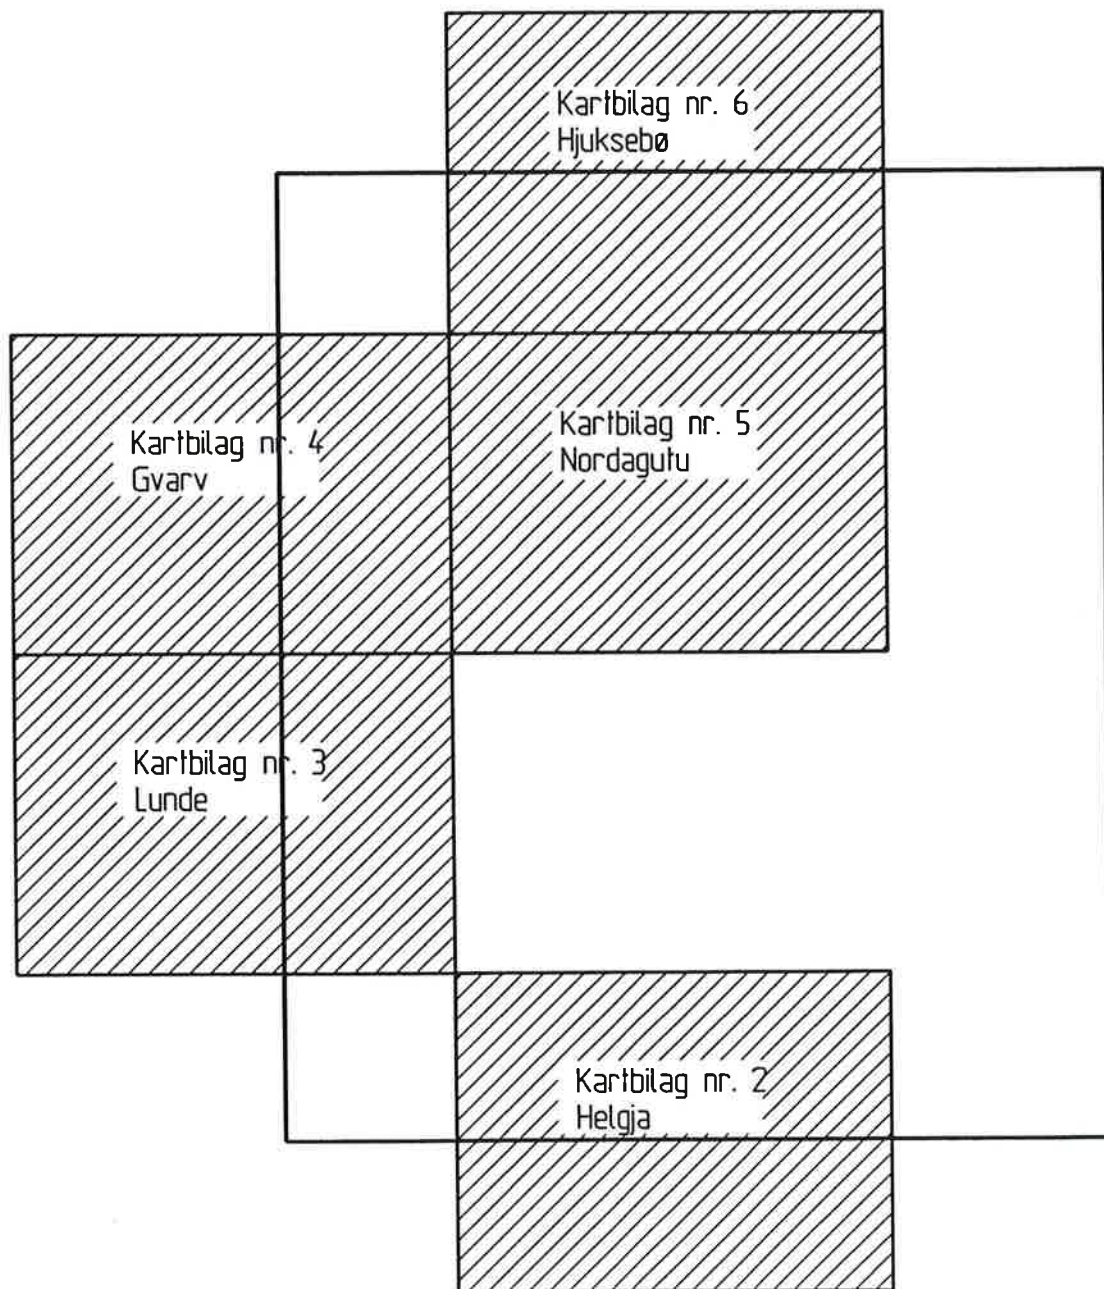 Kartbilag nr. 6
Hjuksebø
Kartbilag nr. 5
Nordagutu
Kartbilag nr. 4
Gvarv
Kartbilag nr. 3
Lunde
Kartbilag nr. 2
Helgja